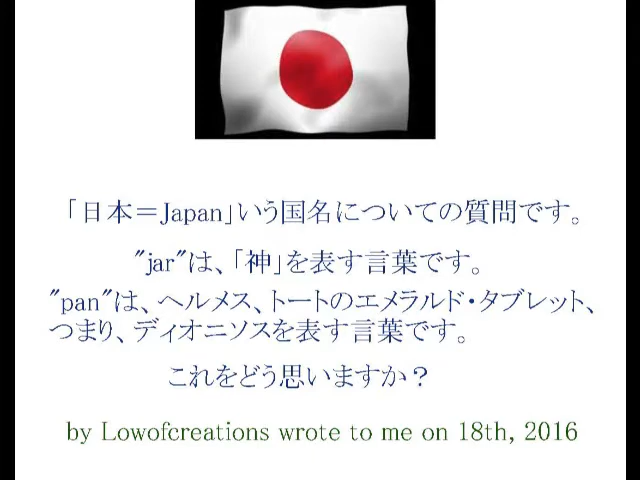 「日本＝Japan」いう国名についての質問です。
"jar"は、「神」を表す言葉です。
"pan"は、ヘルメス、トートのエメラルド・タブレット、
つまり、ディオニソスを表す言葉です。
これをどう思いますか？
by Lowofcreations wrote to me on 18th, 2016